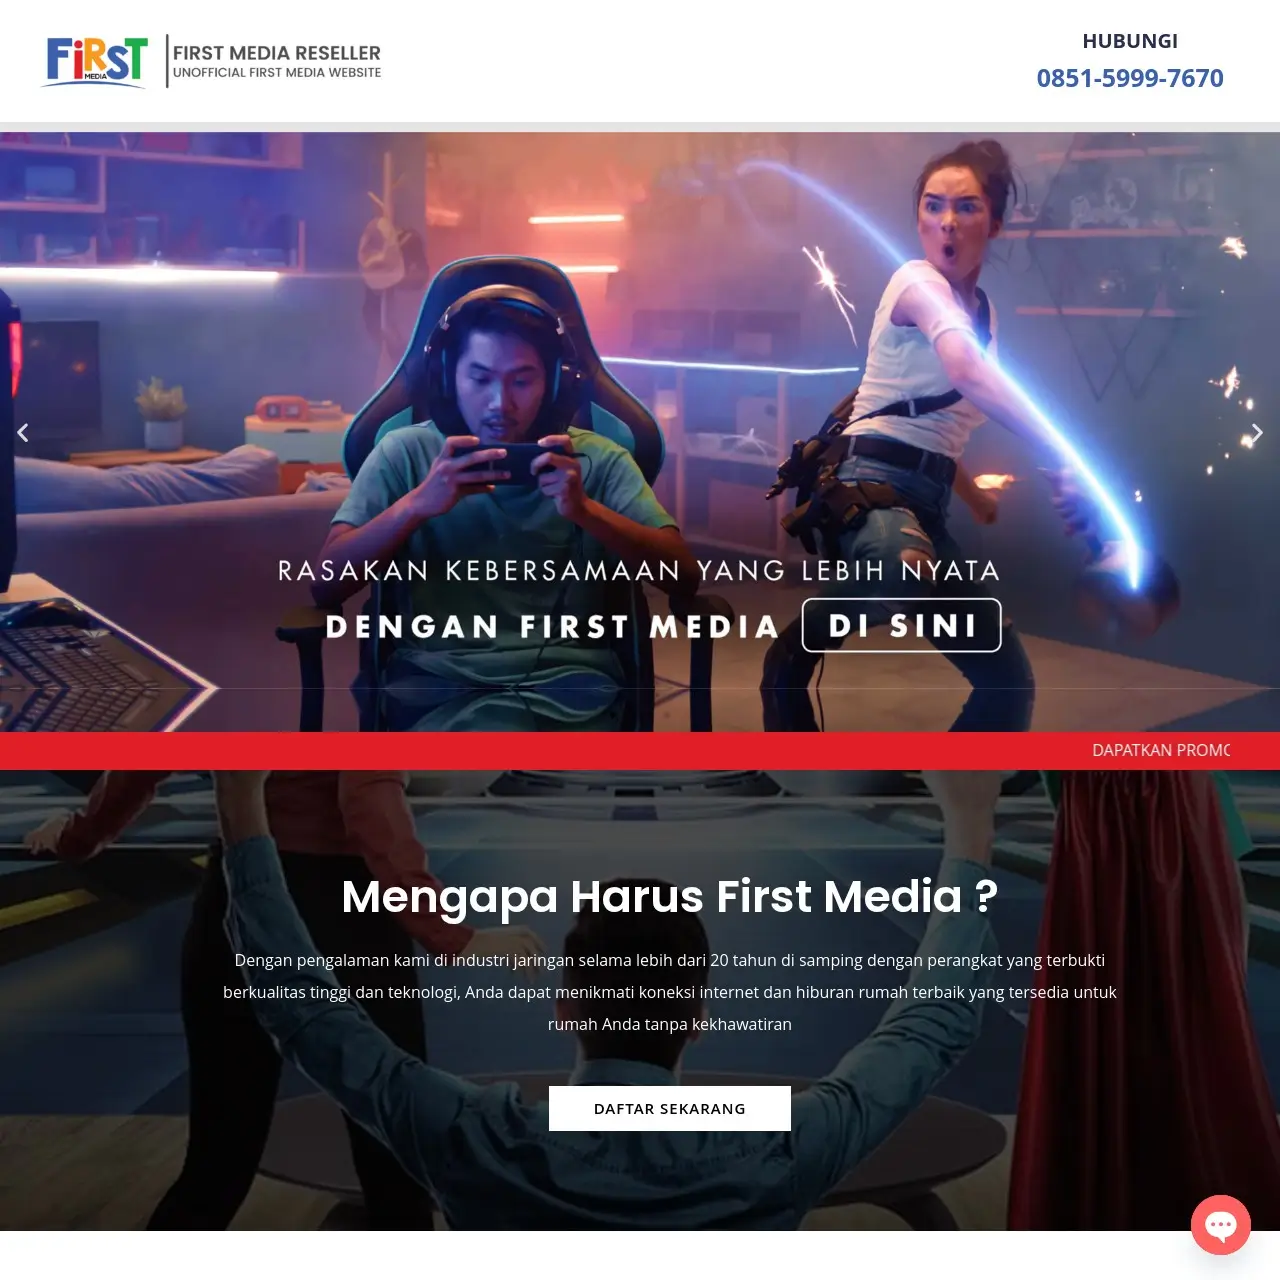 FIRST
MEDIA
FIRST MEDIA RESELLER
UNOFFICIAL FIRST MEDIA WEBSITE
HUBUNGI
0851-5999-7670
RASAKAN KEBERSAMAAN YANG LEBIH NYATA
DENGAN FIRST MEDIA DI SINI
DAPATKAN PROMO
Mengapa Harus First Media ?
Dengan pengalaman kami di industri jaringan selama lebih dari 20 tahun di samping dengan perangkat yang terbukti
berkualitas tinggi dan teknologi, Anda dapat menikmati koneksi internet dan hiburan rumah terbaik yang tersedia untuk
rumah Anda tanpa kekhawatiran
DAFTAR SEKARANG